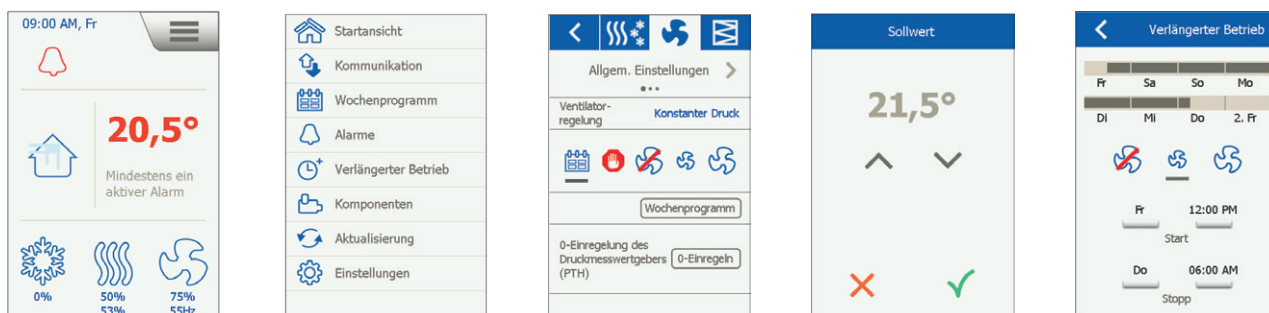 09:00 AM, Fr
20,5°
Mindestens ein
aktiver Alarm
0%
50%
75%
53%
55Hz
Startansicht
Kommunikation
Wochenprogramm
Alarme
Verlängerter Betrieb
Komponenten
Aktualisierung
Einstellungen
Allgem. Einstellungen
Ventilator-
regelung
Konstanter Druck
Wochenprogramm
0-Einregelung des
Druckmesswertgebers
(PTH)
0-Einregeln
Sollwert
21,5°
Verlängerter Betrieb
Fr Sa So Mo
Di Mi Do 2. Fr
Fr 12:00 PM
Start
Do 06:00 AM
Stopp